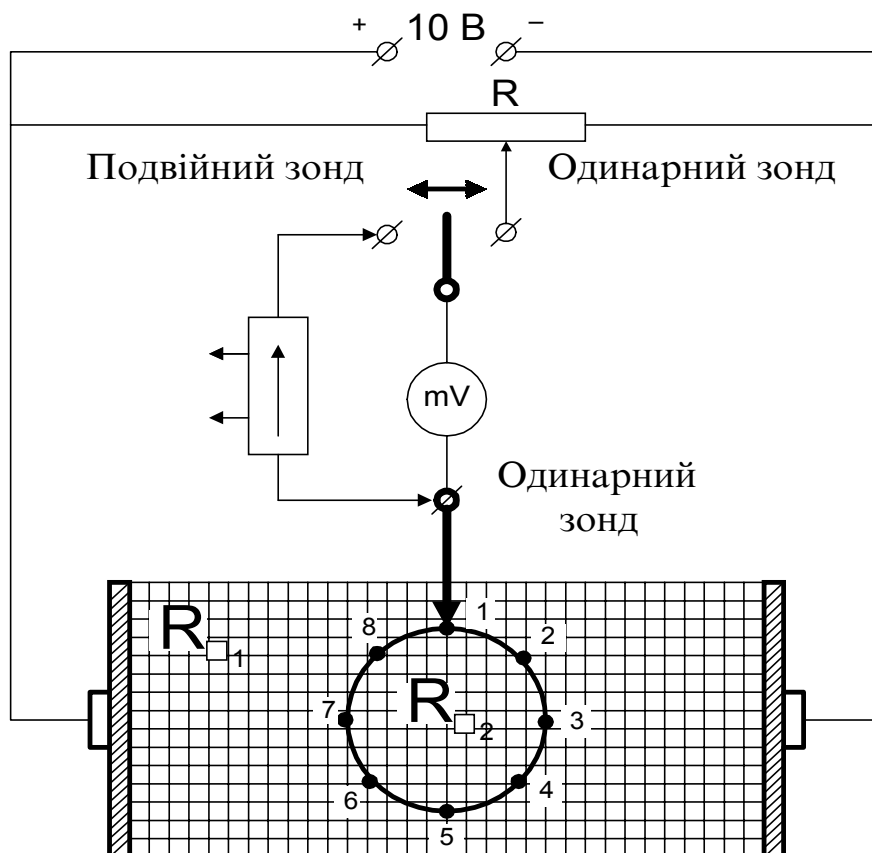 + 10 В −
R
Подвійний зонд
Одинарний зонд
mV
Одинарний
зонд
R□1
1
8
2
R□2
7
3
6
4
5